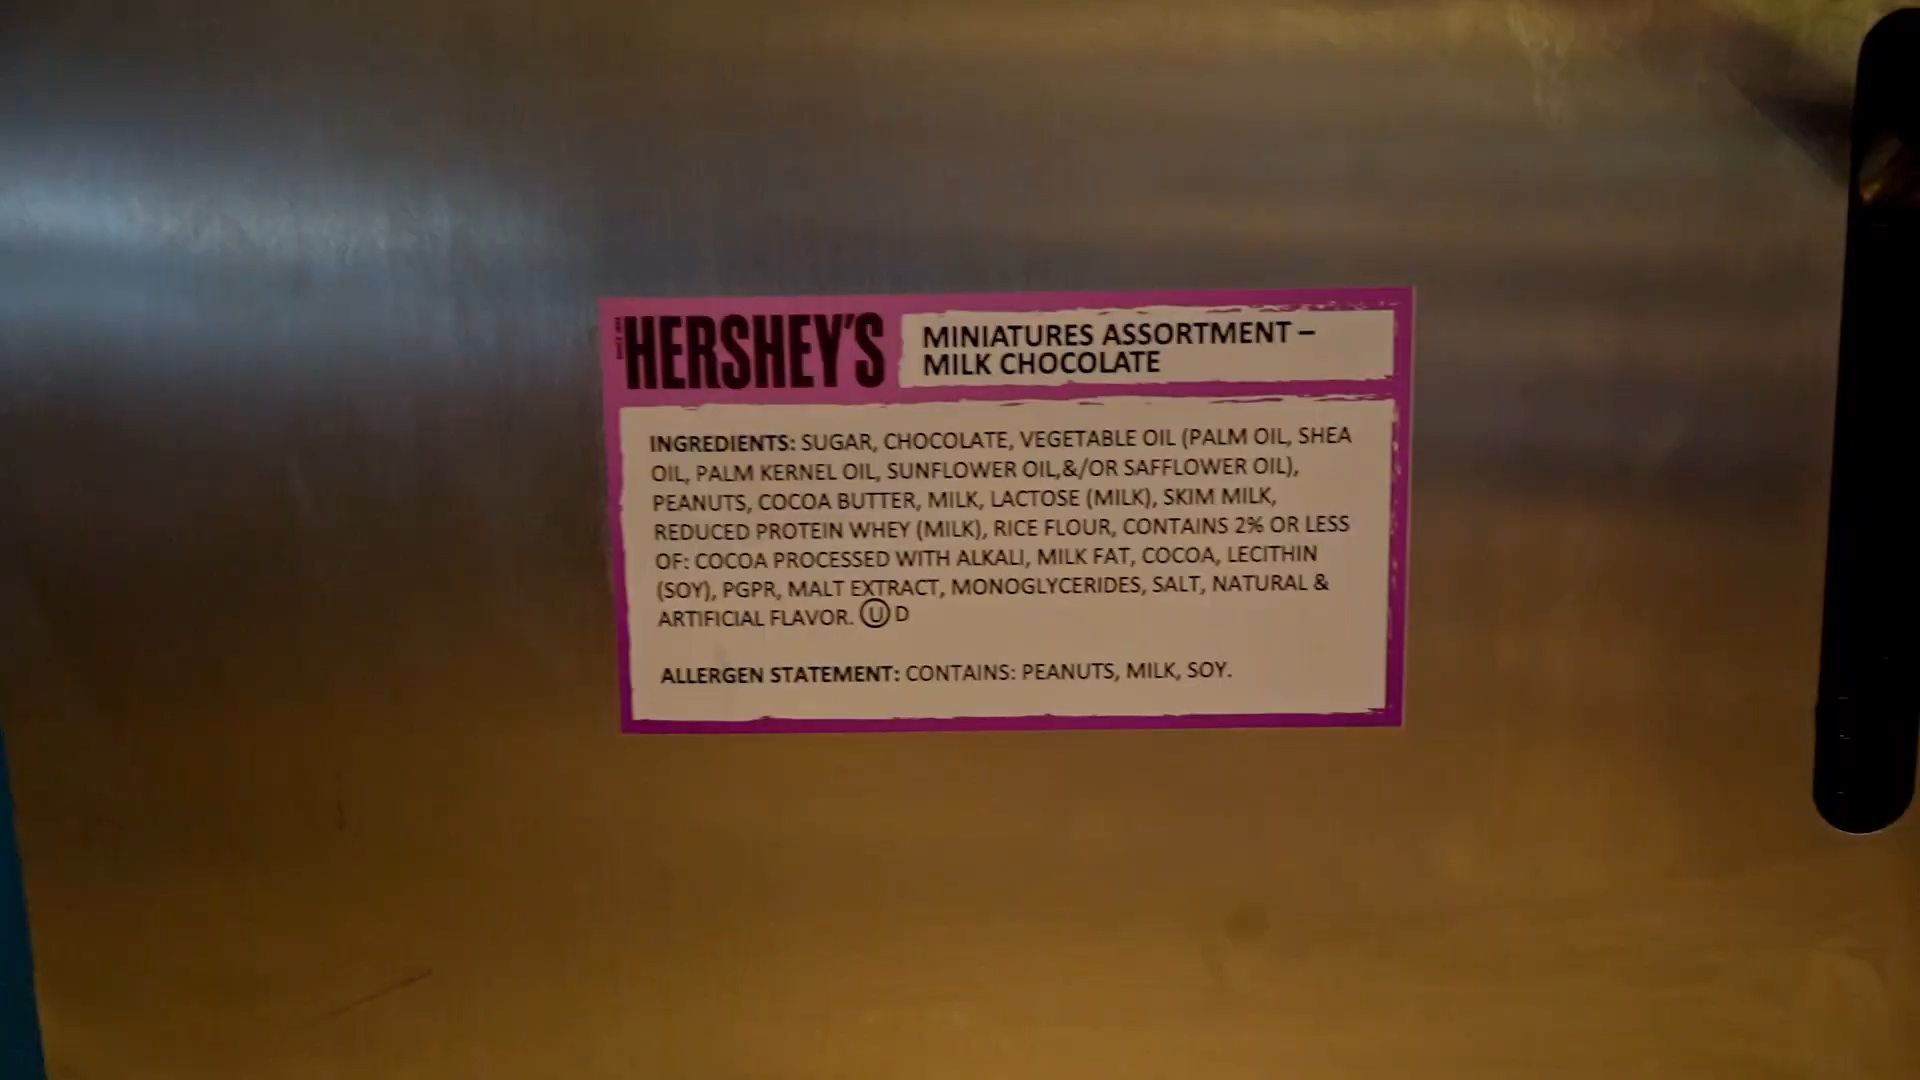 HERSHEY'S
MINIATURES ASSORTMENT –
MILK CHOCOLATE
INGREDIENTS: SUGAR, CHOCOLATE, VEGETABLE OIL (PALM OIL, SHEA
OIL, PALM KERNEL OIL, SUNFLOWER OIL,&/OR SAFFLOWER OIL),
PEANUTS, COCOA BUTTER, MILK, LACTOSE (MILK), SKIM MILK,
REDUCED PROTEIN WHEY (MILK), RICE FLOUR, CONTAINS 2% OR LESS
OF: COCOA PROCESSED WITH ALKALI, MILK FAT, COCOA, LECITHIN
(SOY), PGPR, MALT EXTRACT, MONOGLYCERIDES, SALT, NATURAL &
ARTIFICIAL FLAVOR. Ⓤ D
ALLERGEN STATEMENT: CONTAINS: PEANUTS, MILK, SOY.